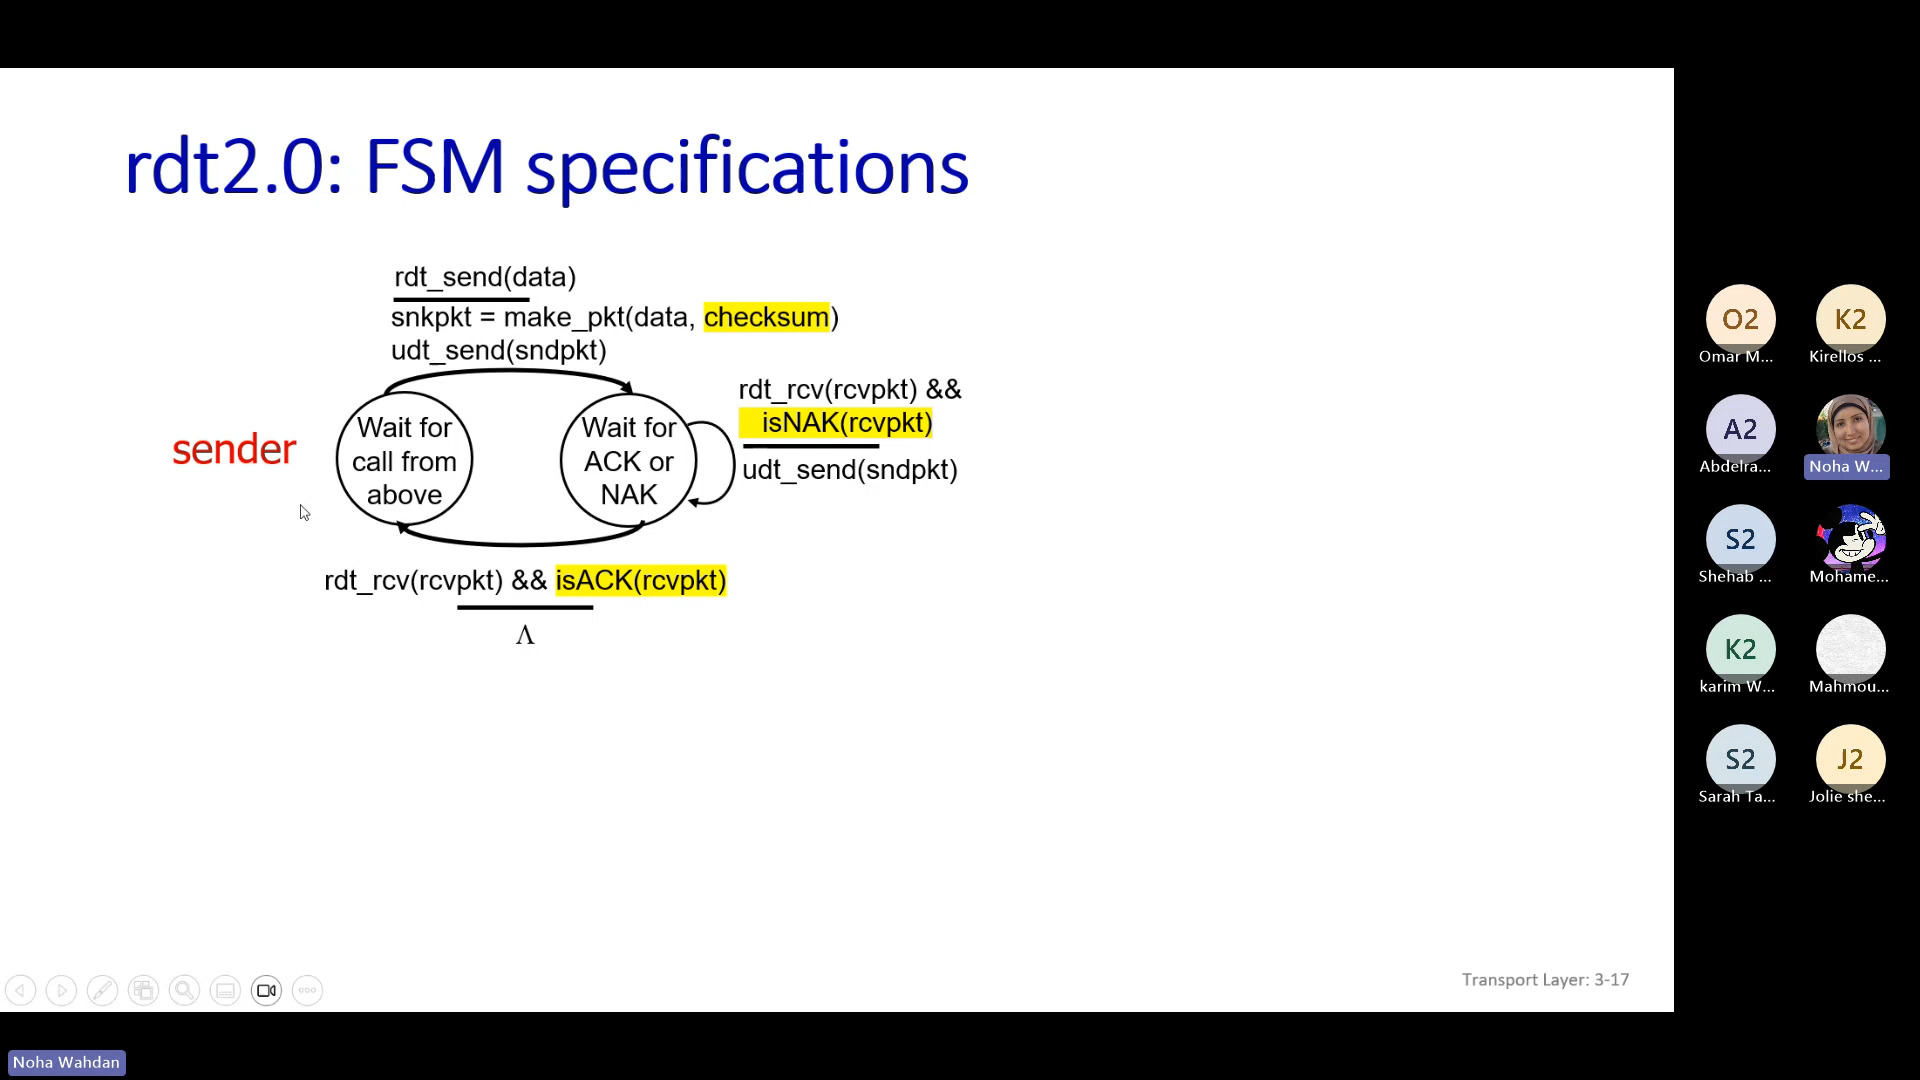 rdt2.0: FSM specifications
rdt_send(data)
snkpkt = make_pkt(data, checksum)
udt_send(sndpkt)
rdt_rcv(rcvpkt) &&
isNAK(rcvpkt)
udt_send(sndpkt)
sender
Wait for
call from
above
Wait for
ACK or
NAK
rdt_rcv(rcvpkt) && isACK(rcvpkt)
Λ
Transport Layer: 3-17
O2
Omar M...
K2
Kirellos ...
A2
Abdelra...
Noha W...
S2
Shehab ...
Mohame...
K2
karim W...
Mahmou...
S2
Sarah Ta...
J2
Jolie she...
Noha Wahdan